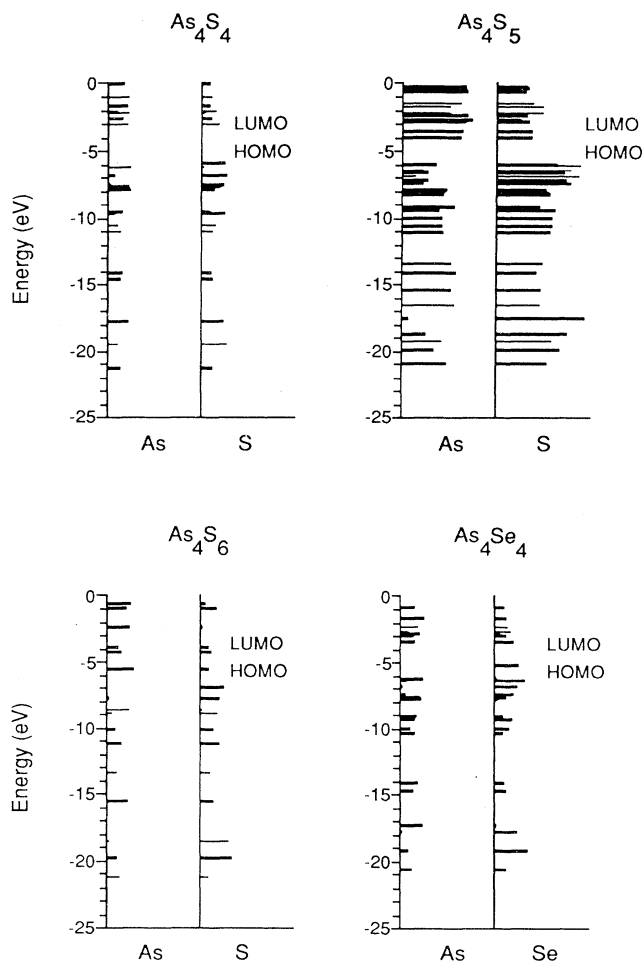 As4S4
0
-5
-10
-15
-20
-25
Energy (eV)
LUMO
HOMO
As S
As4S5
0
-5
-10
-15
-20
-25
LUMO
HOMO
As S
As4S6
0
-5
-10
-15
-20
-25
Energy (eV)
LUMO
HOMO
As S
As4Se4
0
-5
-10
-15
-20
-25
LUMO
HOMO
As Se